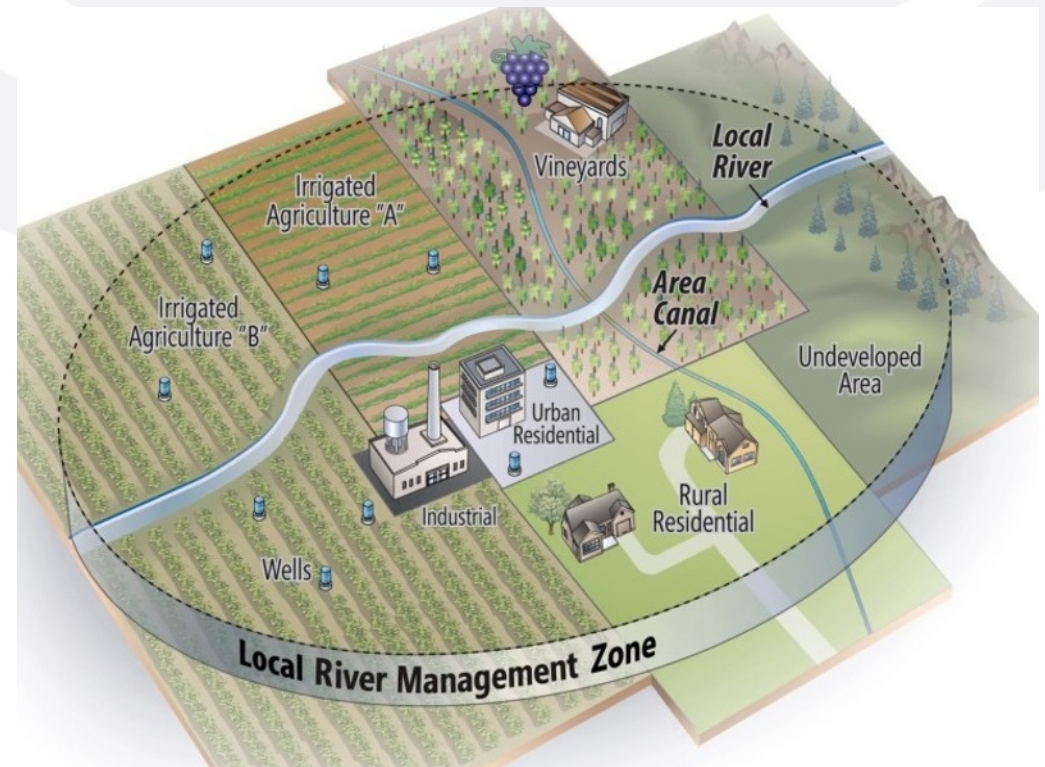 Vineyards
Local
River
Irrigated
Agriculture "A"
Area
Canal
Irrigated
Agriculture "B"
Undeveloped
Area
Urban
Residential
Industrial
Rural
Residential
Wells
Local River Management Zone